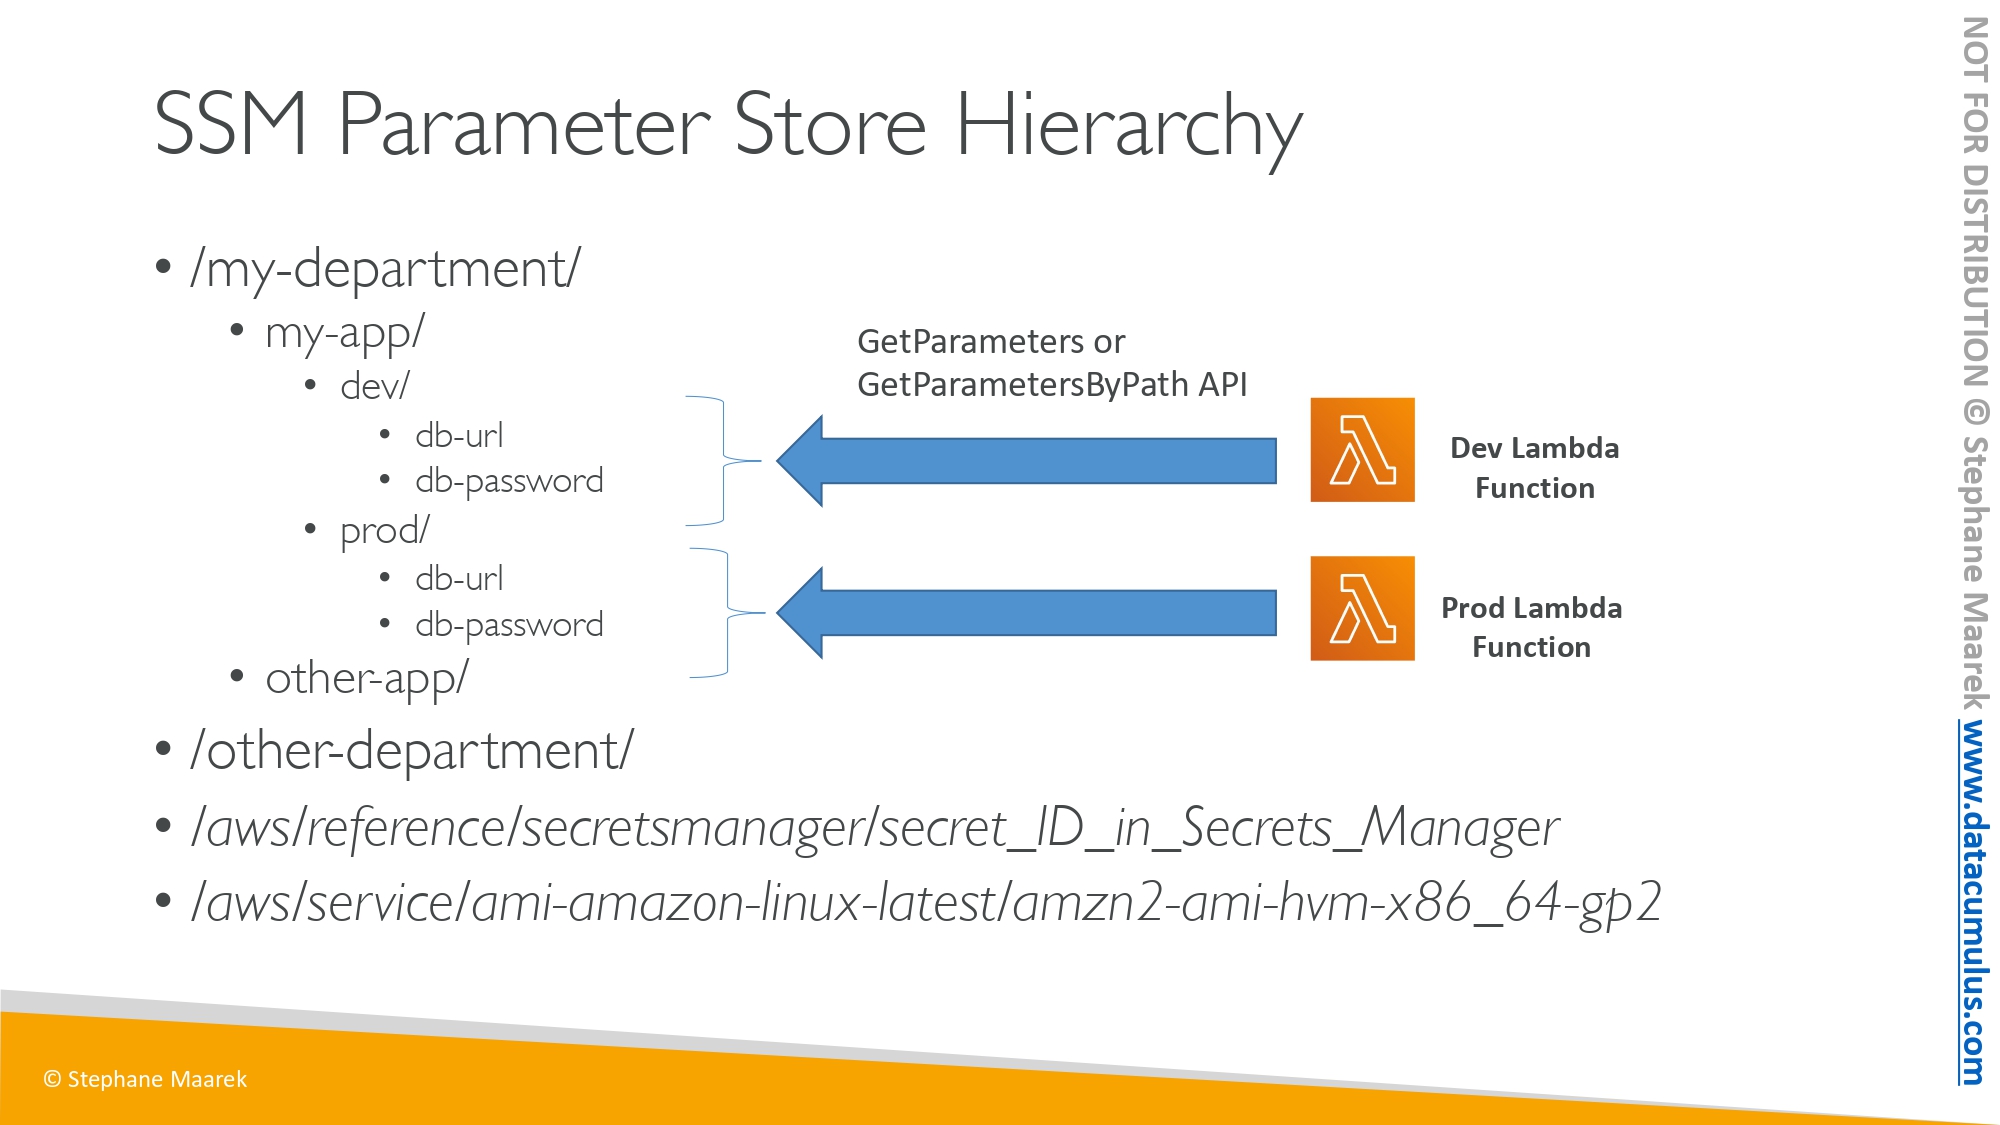 SSM Parameter Store Hierarchy
• /my-department/
• my-app/
• dev/
• db-url
• db-password
• prod/
• db-url
• db-password
• other-app/
• /other-department/
• /aws/reference/secretsmanager/secret_ID_in_Secrets_Manager
• /aws/service/ami-amazon-linux-latest/amzn2-ami-hvm-x86_64-gp2
GetParameters or
GetParametersByPath API
Dev Lambda
Function
Prod Lambda
Function
© Stephane Maarek
NOT FOR DISTRIBUTION © Stephane Maarek www.datacumulus.com